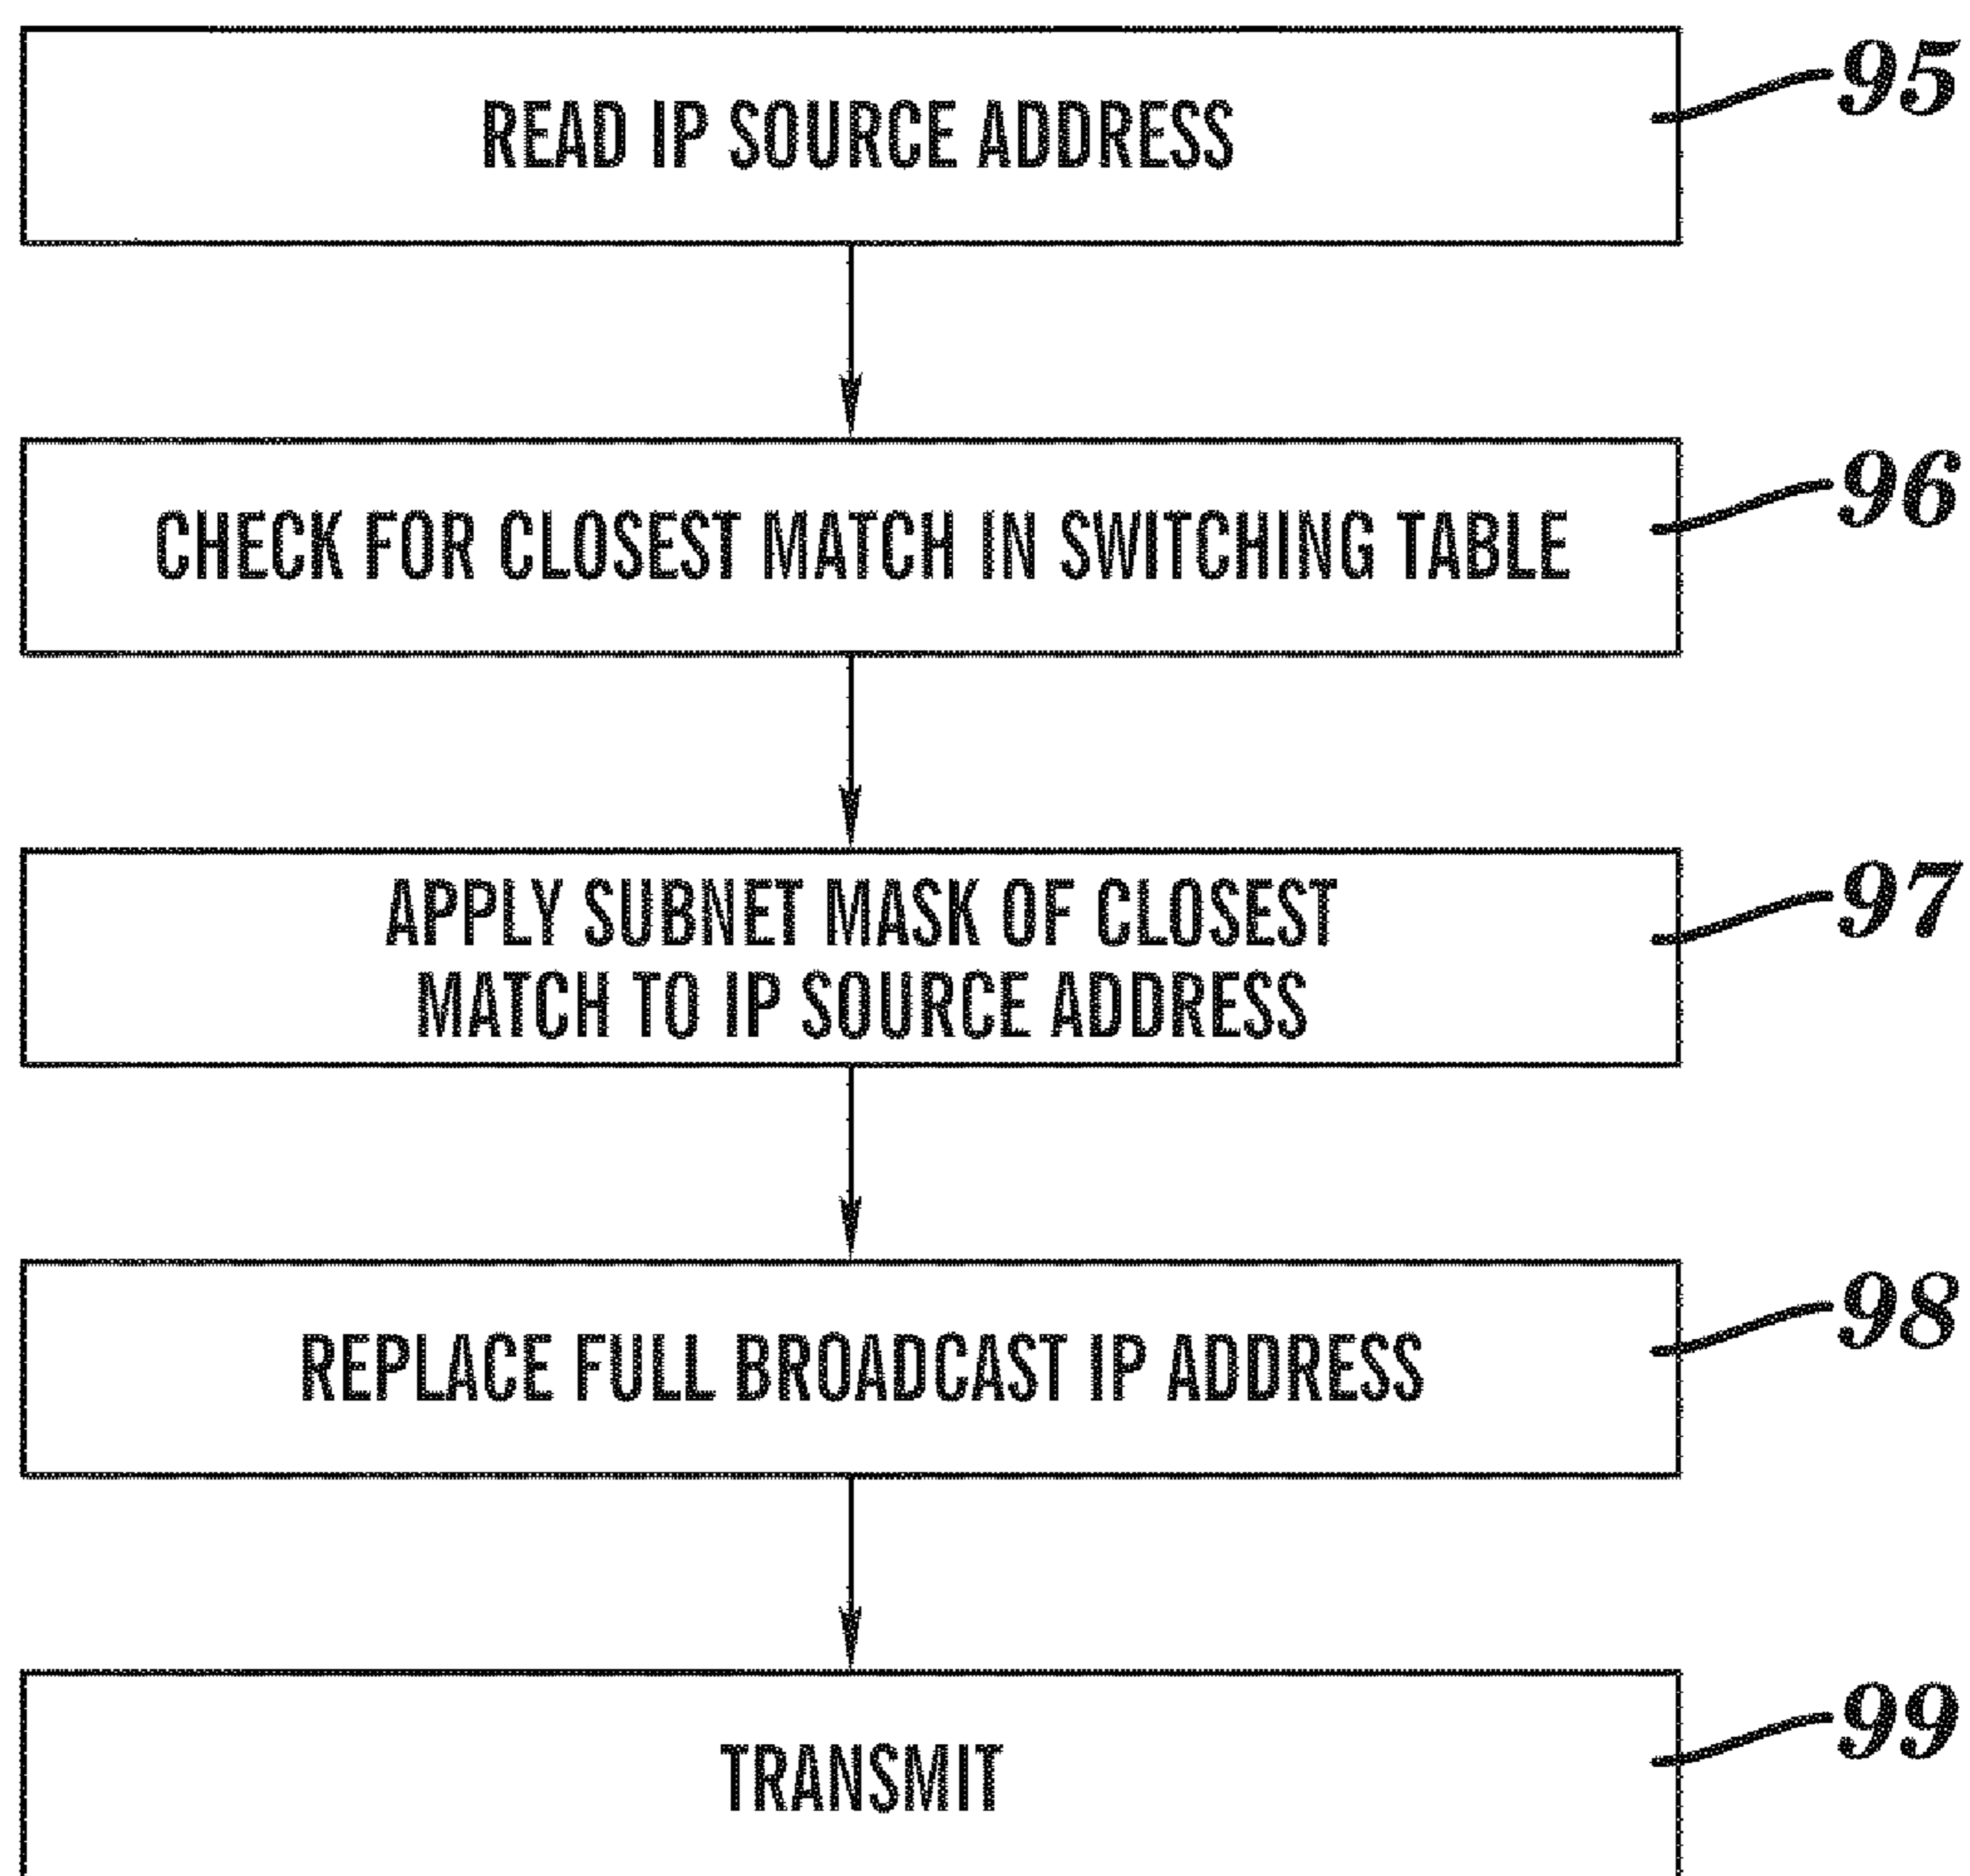 READ IP SOURCE ADDRESS
95
CHECK FOR CLOSEST MATCH IN SWITCHING TABLE
96
APPLY SUBNET MASK OF CLOSEST
MATCH TO IP SOURCE ADDRESS
97
REPLACE FULL BROADCAST IP ADDRESS
98
TRANSMIT
99